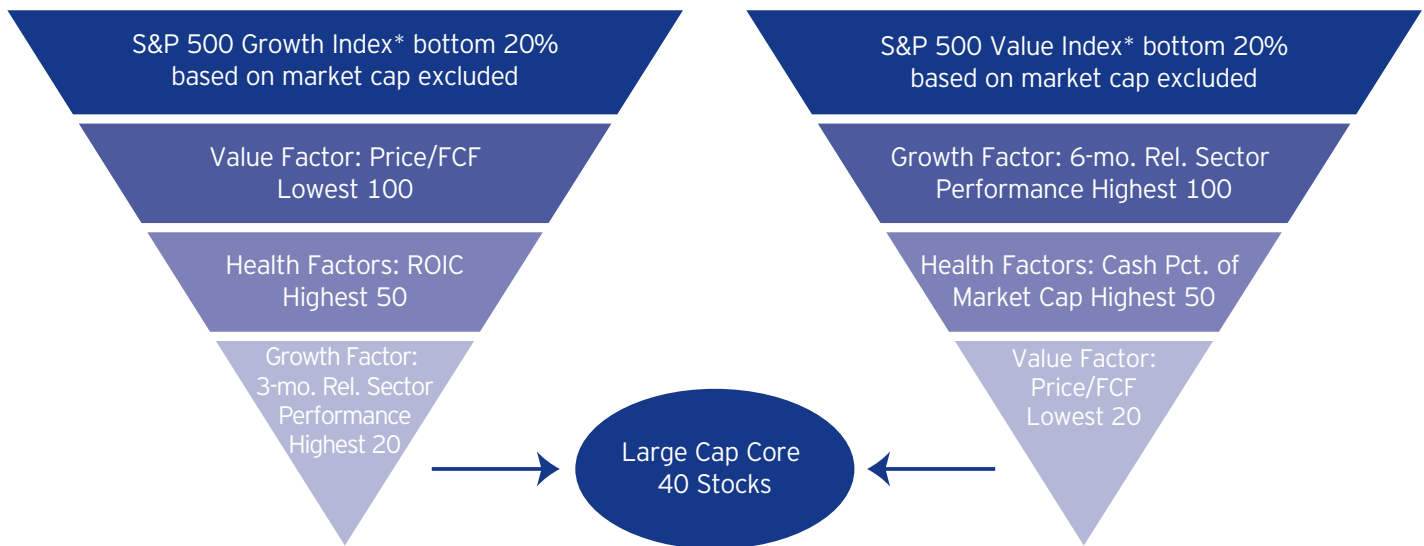 S&P 500 Growth Index* bottom 20%
based on market cap excluded
Value Factor: Price/FCF
Lowest 100
Health Factors: ROIC
Highest 50
Growth Factor:
3-mo. Rel. Sector
Performance
Highest 20
S&P 500 Value Index* bottom 20%
based on market cap excluded
Growth Factor: 6-mo. Rel. Sector
Performance Highest 100
Health Factors: Cash Pct. of
Market Cap Highest 50
Value Factor:
Price/FCF
Lowest 20
Large Cap Core
40 Stocks